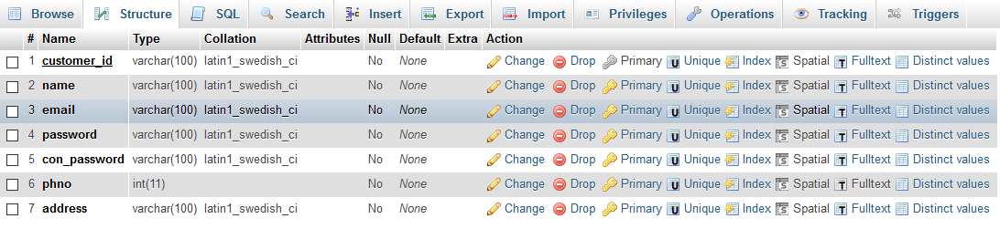 Browse Structure SQL Search Insert Export Import Privileges Operations Tracking Triggers
# Name Type Collation Attributes Null Default Extra Action
1 customer_id varchar(100) latin1_swedish_ci No None Change Drop Primary Unique Index Spatial Fulltext Distinct values
2 name varchar(100) latin1_swedish_ci No None Change Drop Primary Unique Index Spatial Fulltext Distinct values
3 email varchar(100) latin1_swedish_ci No None Change Drop Primary Unique Index Spatial Fulltext Distinct values
4 password varchar(100) latin1_swedish_ci No None Change Drop Primary Unique Index Spatial Fulltext Distinct values
5 con_password varchar(100) latin1_swedish_ci No None Change Drop Primary Unique Index Spatial Fulltext Distinct values
6 phno int(11) No None Change Drop Primary Unique Index Spatial Fulltext Distinct values
7 address varchar(100) latin1_swedish_ci No None Change Drop Primary Unique Index Spatial Fulltext Distinct values